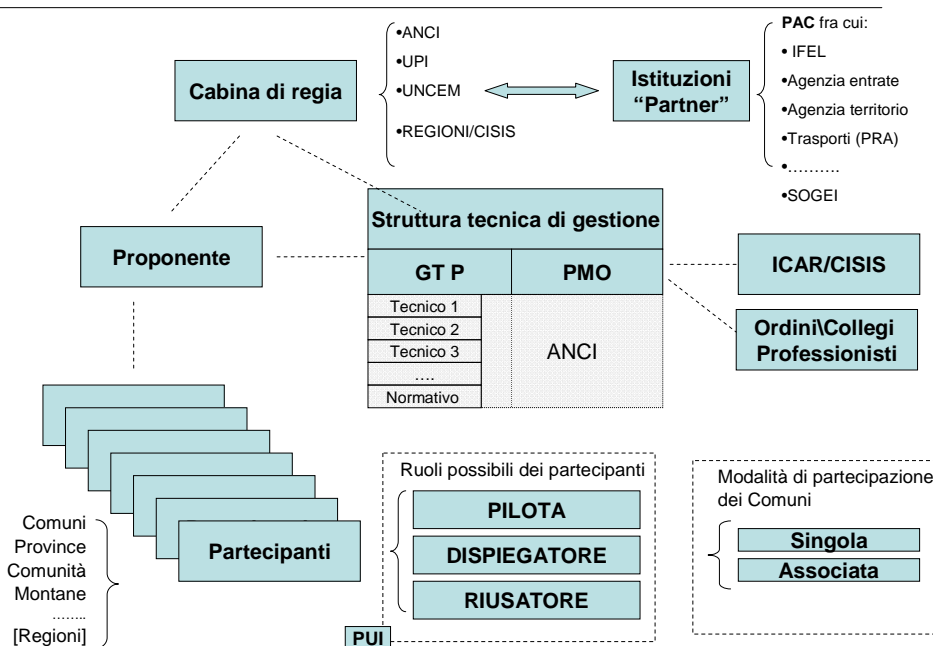 Cabina di regia
•ANCI
•UPI
•UNCEM
•REGIONI/CISIS
Istituzioni
“Partner”
PAC fra cui:
• IFEL
•Agenzia entrate
•Agenzia territorio
•Trasporti (PRA)
•……….
•SOGEI
Proponente
Struttura tecnica di gestione
GT P
PMO
Tecnico 1
Tecnico 2
Tecnico 3
….
Normativo
ANCI
ICAR/CISIS
Ordini\Collegi
Professionisti
Comuni
Province
Comunità
Montane
……..
[Regioni]
Partecipanti
Ruoli possibili dei partecipanti
PILOTA
DISPIEGATORE
RIUSATORE
PUI
Modalità di partecipazione
dei Comuni
Singola
Associata